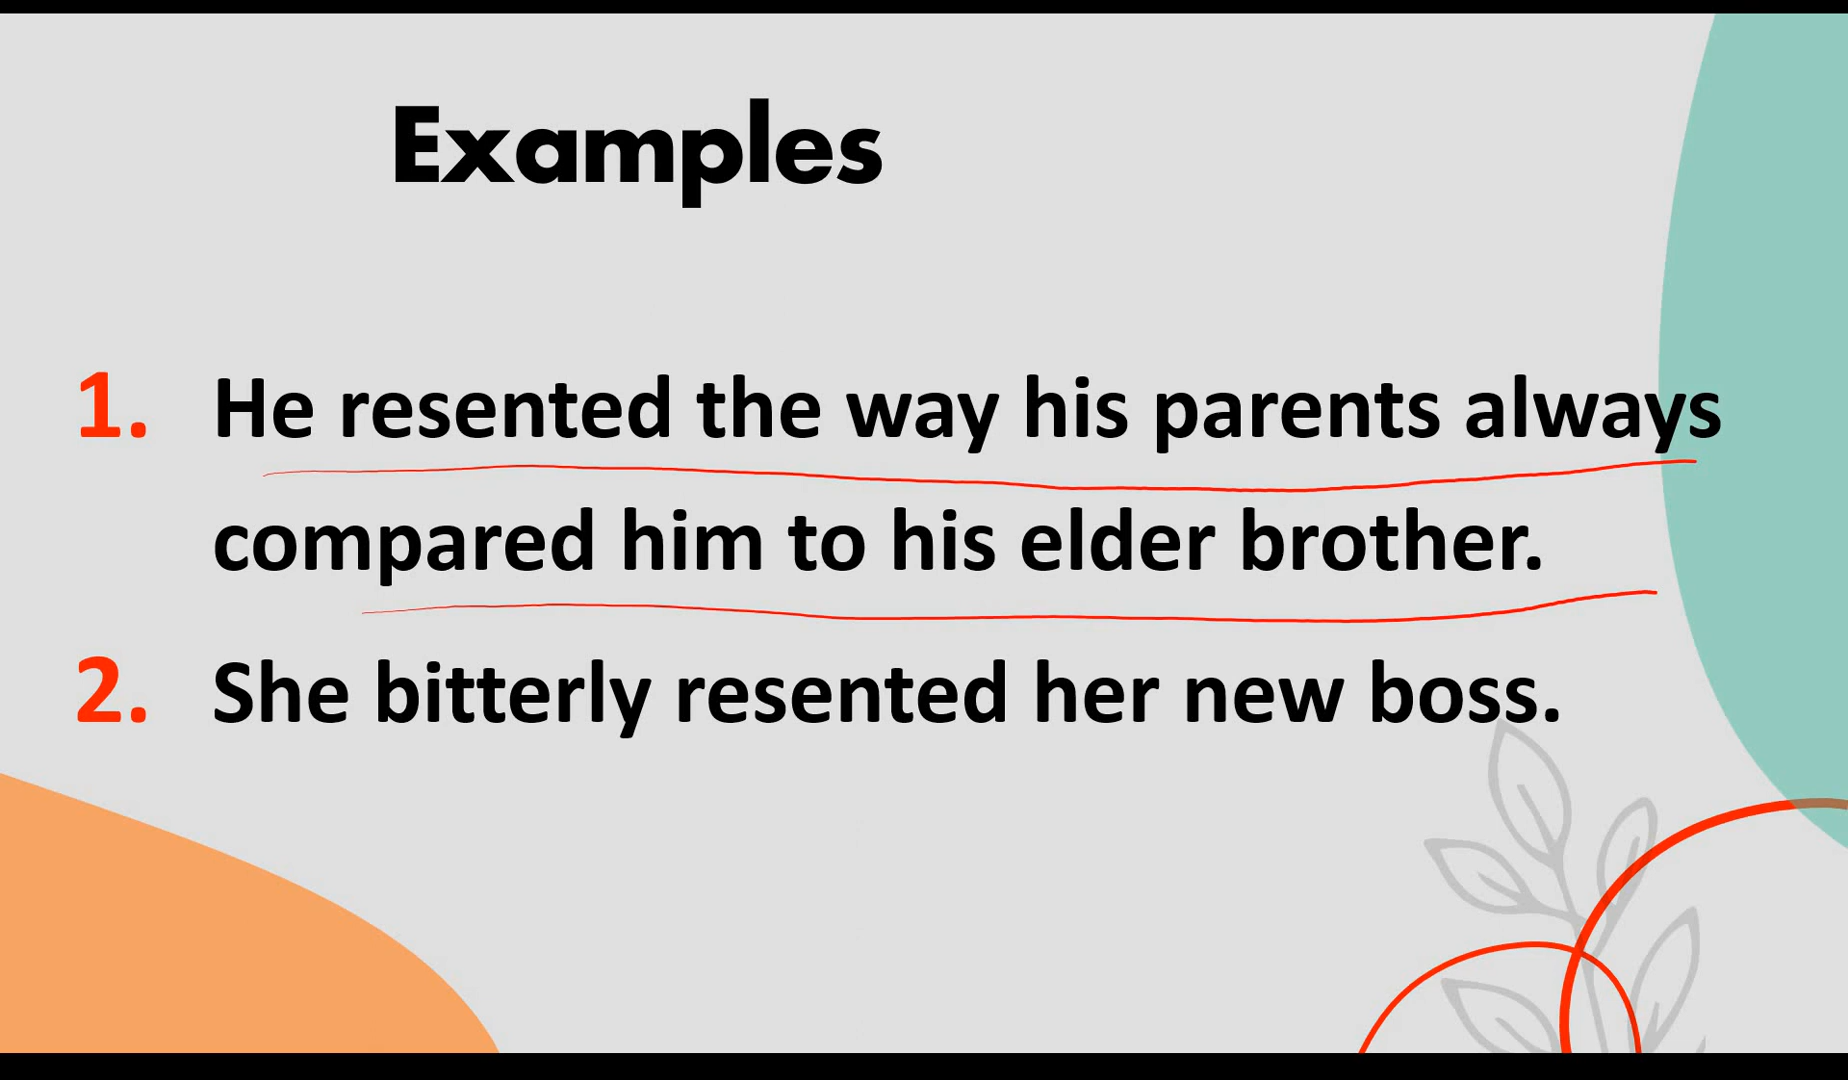 Examples
1. He resented the way his parents always
compared him to his elder brother.
2. She bitterly resented her new boss.